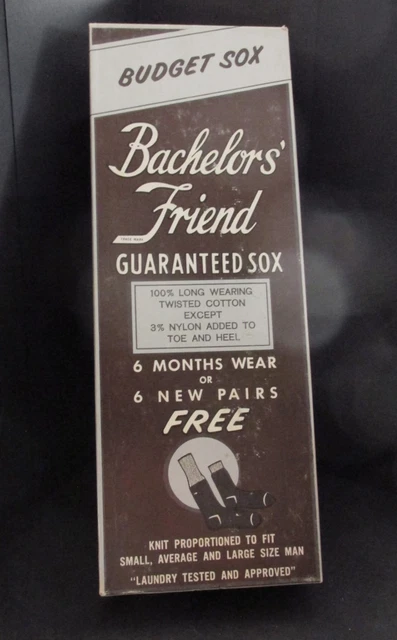 BUDGET SOX
Bachelors'
Friend
TRADE MARK
GUARANTEED SOX
100% LONG WEARING
TWISTED COTTON
EXCEPT
3% NYLON ADDED TO
TOE AND HEEL
6 MONTHS WEAR
OR
6 NEW PAIRS
FREE
KNIT PROPORTIONED TO FIT
SMALL, AVERAGE AND LARGE SIZE MAN
"LAUNDRY TESTED AND APPROVED"